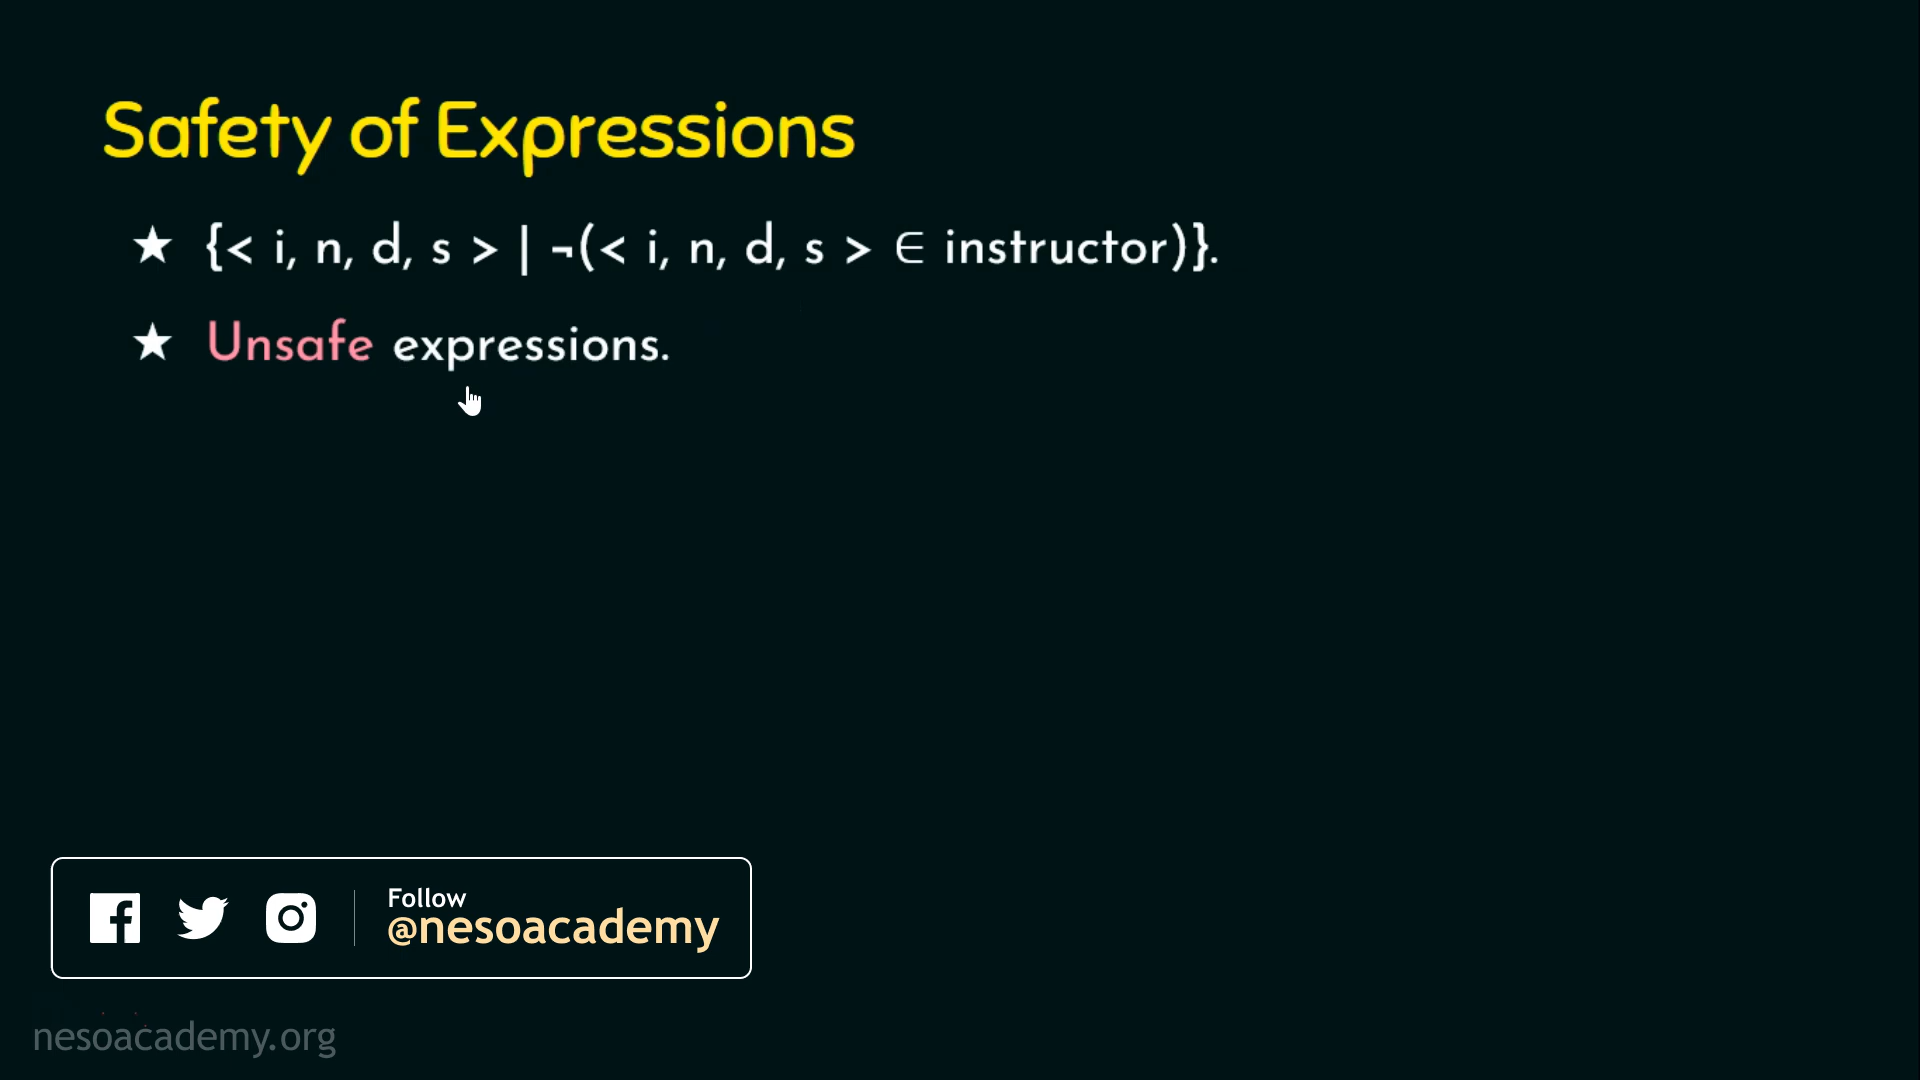 Safety of Expressions
★ {< i, n, d, s > | ¬(< i, n, d, s > ∈ instructor)}.
★ Unsafe expressions.
Follow
@nesoacademy
nesoacademy.org